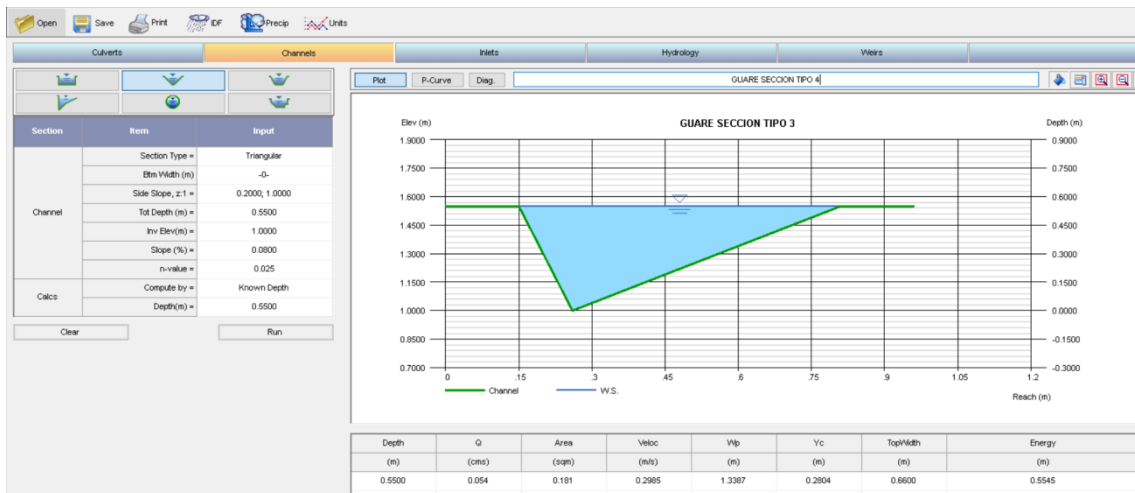 Open Save Print IDF Precip Units
Culverts Channels Inlets Hydrology Weirs
Plot P-Curve Diag. GUARE SECCION TIPO 4
Section Item Input
Channel
Section Type = Triangular
Btm Width (m) -0-
Side Slope, z:1 = 0.2000; 1.0000
Tot Depth (m) = 0.5500
Inv Elev(m) = 1.0000
Slope (%) = 0.0800
n-value = 0.025
Calcs
Compute by = Known Depth
Depth(m) = 0.5500
Clear Run
Elev (m) GUARE SECCION TIPO 3 Depth (m)
1.9000 0.9000
1.7500 0.7500
1.6000 0.6000
1.4500 0.4500
1.3000 0.3000
1.1500 0.1500
1.0000 0.0000
0.8500 -0.1500
0.7000 -0.3000
0 .15 .3 .45 .6 .75 .9 1.05 1.2
Channel W.S.
Reach (m)
Depth Q Area Veloc Wp Yc TopWidth Energy
(m) (cms) (sqm) (m/s) (m) (m) (m) (m)
0.5500 0.054 0.181 0.2985 1.3387 0.2804 0.6600 0.5545